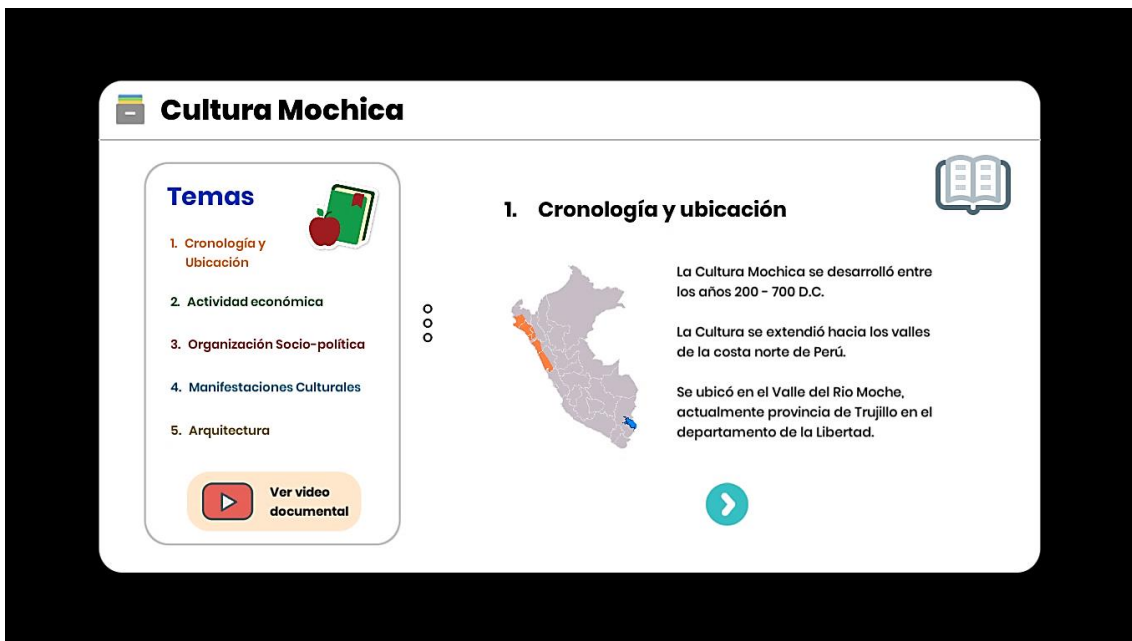 Cultura Mochica
Temas
1. Cronología y
Ubicación
2. Actividad económica
3. Organización Socio-política
4. Manifestaciones Culturales
5. Arquitectura
Ver video
documental
1. Cronología y ubicación
La Cultura Mochica se desarrolló entre
los años 200 - 700 D.C.
La Cultura se extendió hacia los valles
de la costa norte de Perú.
Se ubicó en el Valle del Rio Moche,
actualmente provincia de Trujillo en el
departamento de la Libertad.